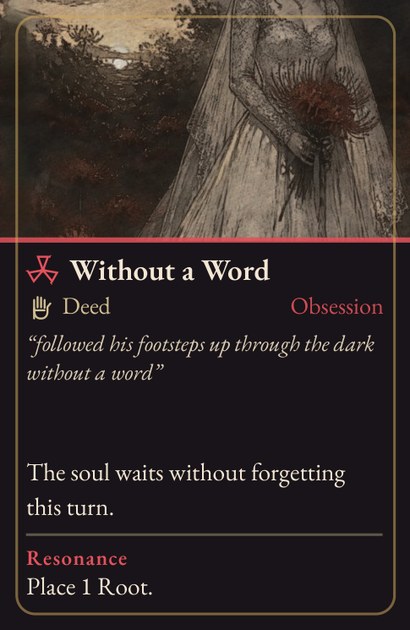 Without a Word
Deed Obsession
“followed his footsteps up through the dark
without a word”
The soul waits without forgetting
this turn.
Resonance
Place 1 Root.